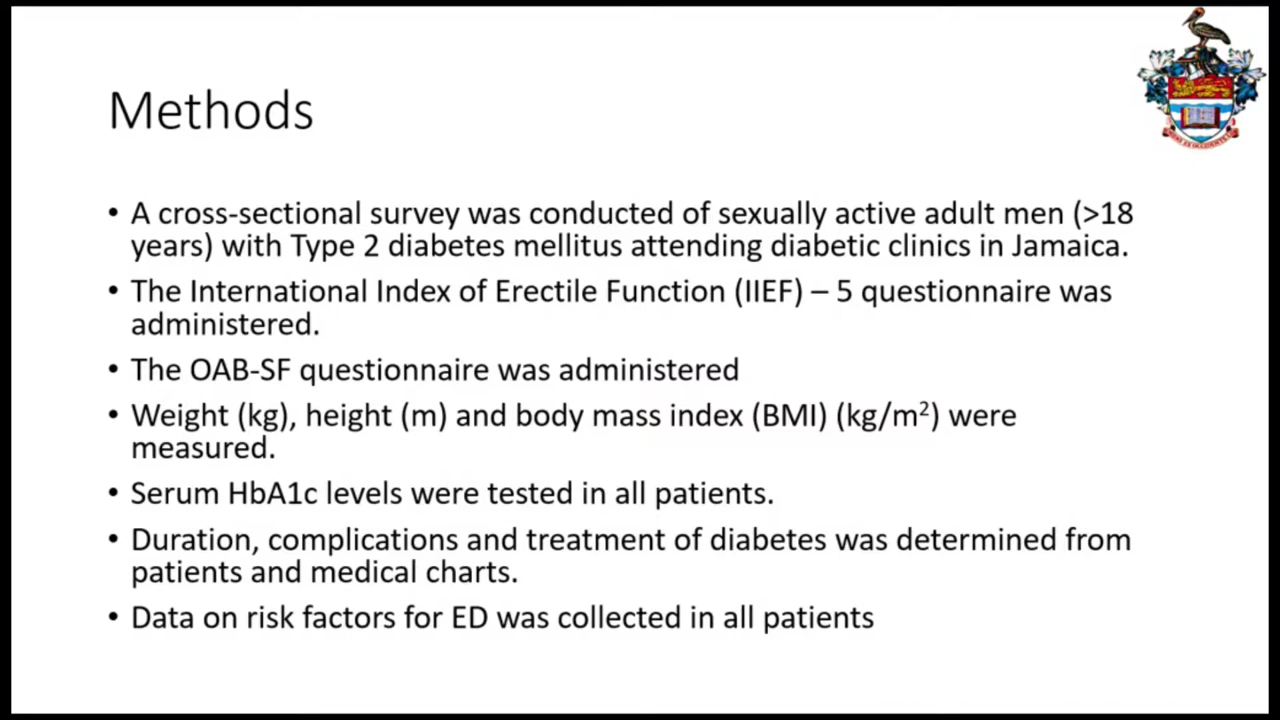 Methods
• A cross-sectional survey was conducted of sexually active adult men (>18
years) with Type 2 diabetes mellitus attending diabetic clinics in Jamaica.
• The International Index of Erectile Function (IIEF) – 5 questionnaire was
administered.
• The OAB-SF questionnaire was administered
• Weight (kg), height (m) and body mass index (BMI) (kg/m²) were
measured.
• Serum HbA1c levels were tested in all patients.
• Duration, complications and treatment of diabetes was determined from
patients and medical charts.
• Data on risk factors for ED was collected in all patients